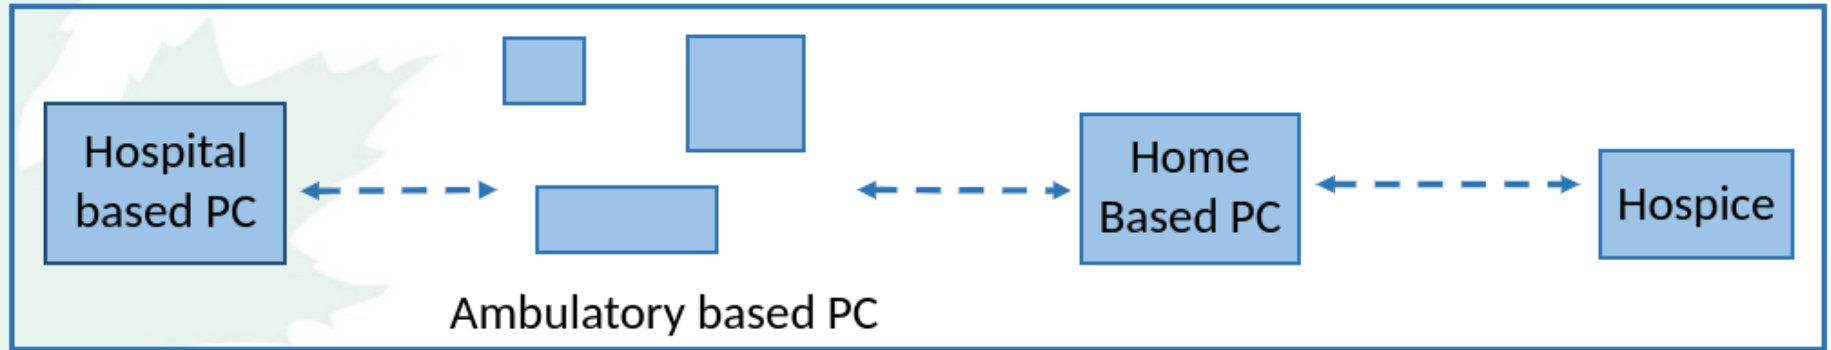 Hospital
based PC
Ambulatory based PC
Home
Based PC
Hospice